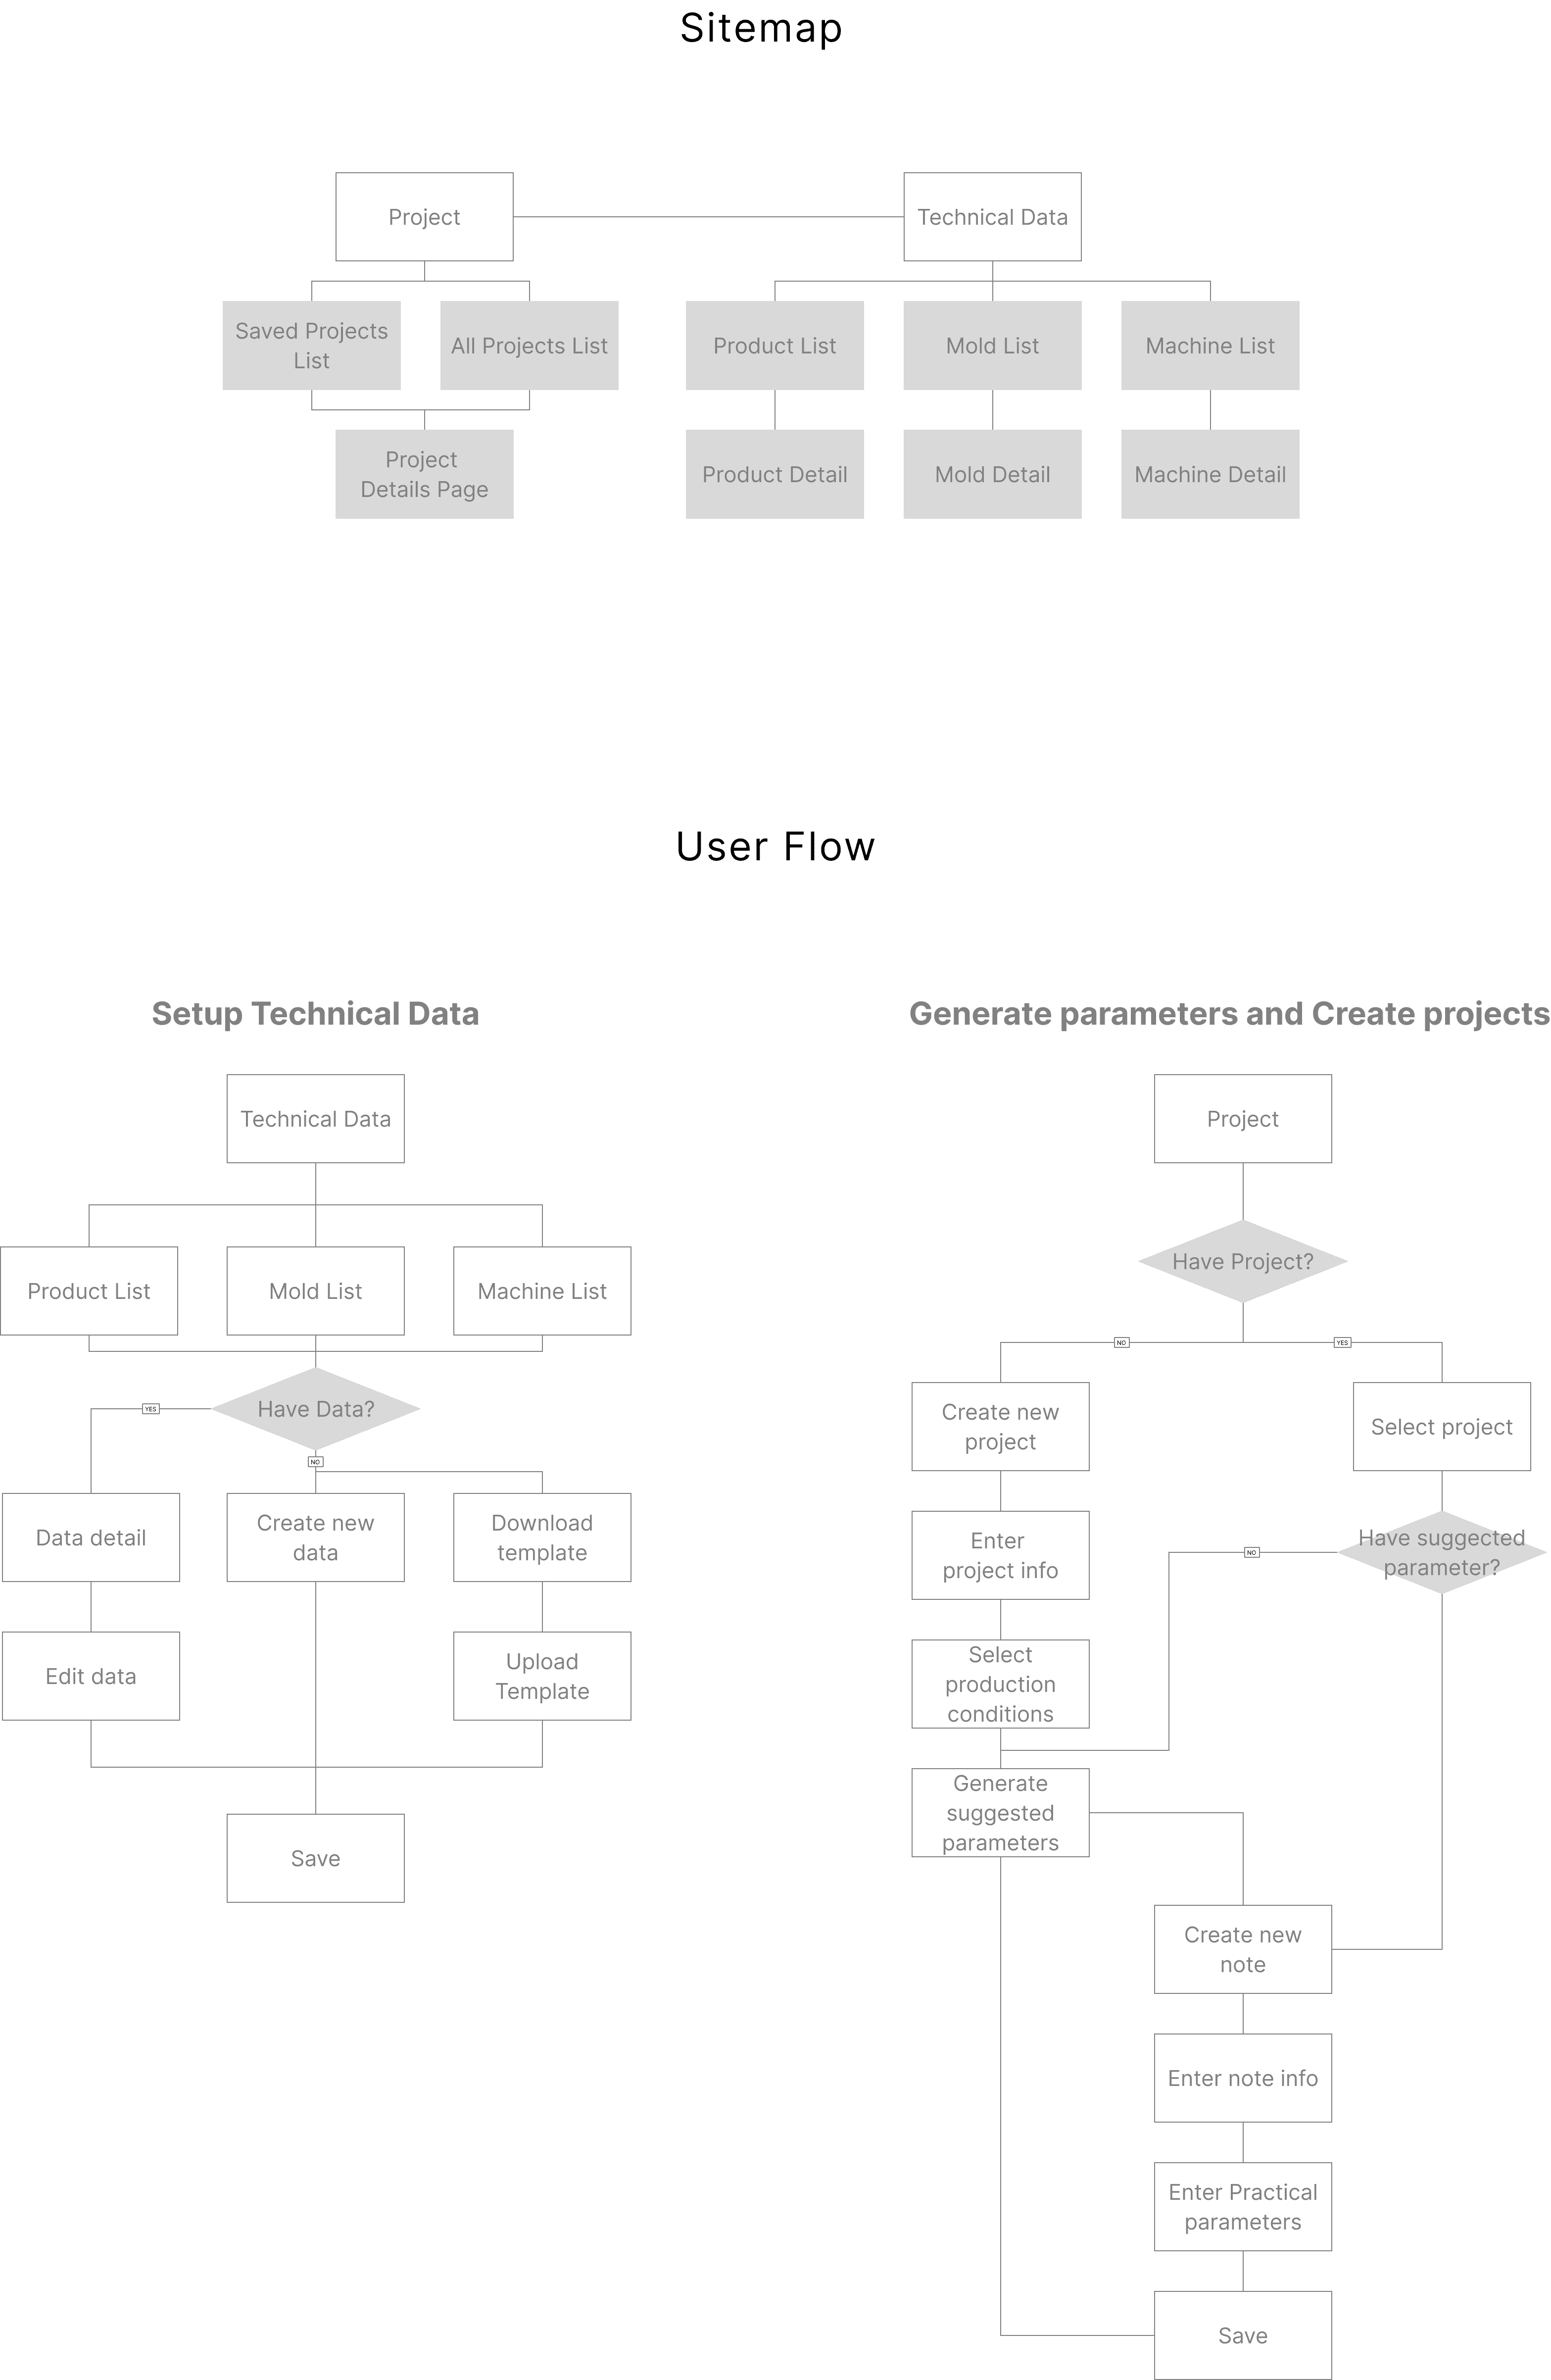 Sitemap
Project
Technical Data
Saved Projects
List
All Projects List
Product List
Mold List
Machine List
Project
Details Page
Product Detail
Mold Detail
Machine Detail
User Flow
Setup Technical Data
Technical Data
Product List
Mold List
Machine List
Have Data?
YES
NO
Data detail
Create new
data
Download
template
Edit data
Upload
Template
Save
Generate parameters and Create projects
Project
Have Project?
NO
YES
Create new
project
Select project
Enter
project info
Have suggected
parameter?
NO
Select
production
conditions
Generate
suggested
parameters
Create new
note
Enter note info
Enter Practical
parameters
Save